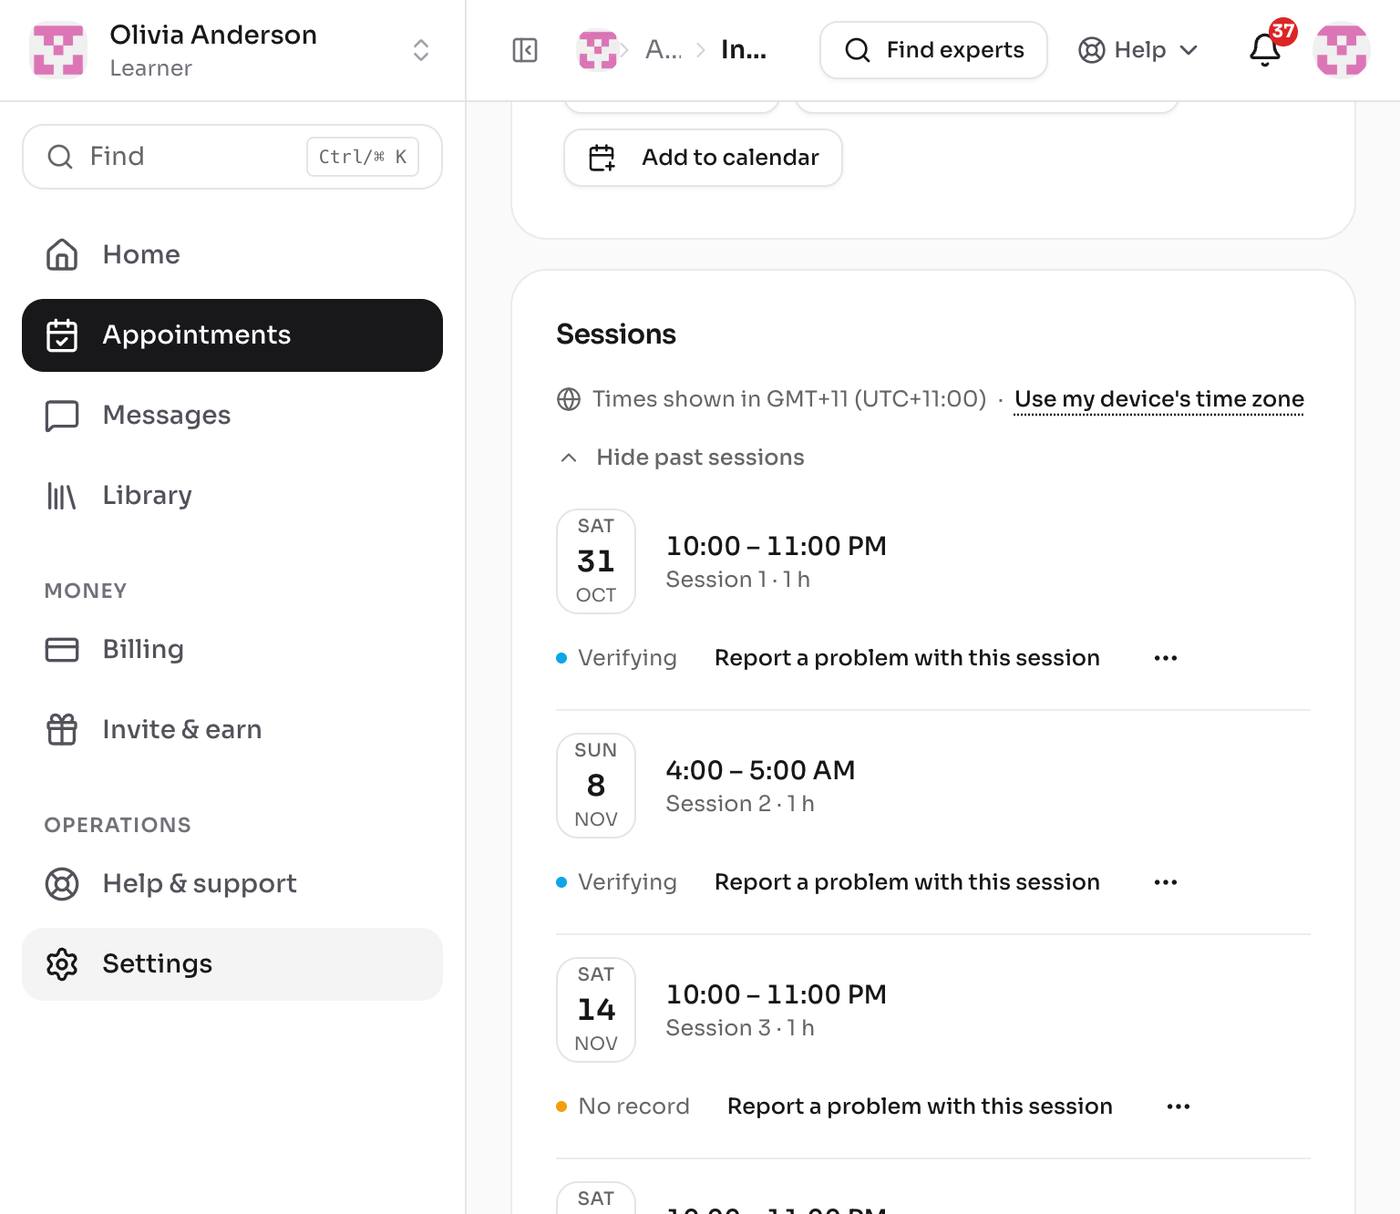 Olivia Anderson
Learner
A...
In...
Find experts
Help
37
Find
Ctrl/⌘ K
Home
Appointments
Messages
Library
MONEY
Billing
Invite & earn
OPERATIONS
Help & support
Settings
Add to calendar
Sessions
Times shown in GMT+11 (UTC+11:00) · Use my device's time zone
Hide past sessions
SAT
31
OCT
10:00 – 11:00 PM
Session 1 · 1 h
Verifying
Report a problem with this session
SUN
8
NOV
4:00 – 5:00 AM
Session 2 · 1 h
Verifying
Report a problem with this session
SAT
14
NOV
10:00 – 11:00 PM
Session 3 · 1 h
No record
Report a problem with this session
SAT